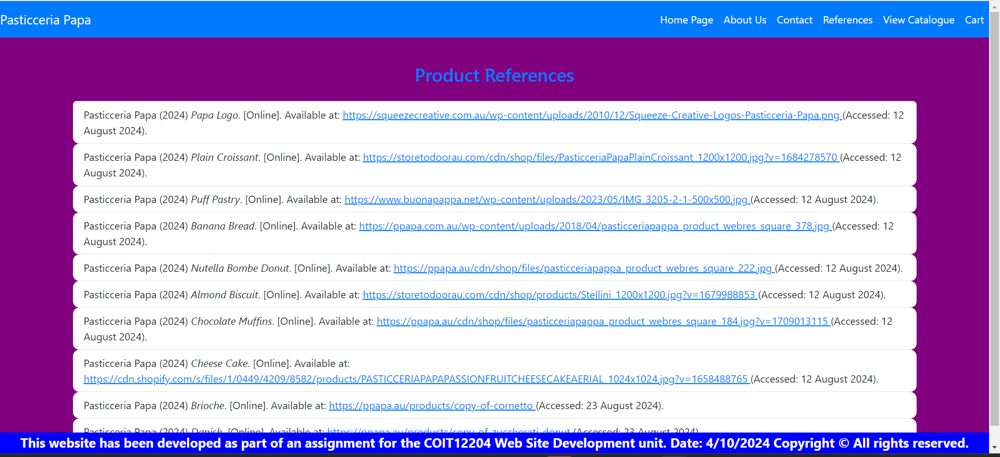 Pasticceria Papa
Home Page About Us Contact References View Catalogue Cart
Product References
Pasticceria Papa (2024) Papa Logo. [Online]. Available at: https://squeezecreative.com.au/wp-content/uploads/2010/12/Squeeze-Creative-Logos-Pasticceria-Papa.png (Accessed: 12
August 2024).
Pasticceria Papa (2024) Plain Croissant. [Online]. Available at: https://storetodoorau.com/cdn/shop/files/PasticceriaPapaPlainCroissant_1200x1200.jpg?v=1684278570 (Accessed: 12
August 2024).
Pasticceria Papa (2024) Puff Pastry. [Online]. Available at: https://www.buonapappa.net/wp-content/uploads/2023/05/IMG_3205-2-1-500x500.jpg (Accessed: 12 August 2024).
Pasticceria Papa (2024) Banana Bread. [Online]. Available at: https://ppapa.com.au/wp-content/uploads/2018/04/pasticceriapappa_product_webres_square_378.jpg (Accessed: 12
August 2024).
Pasticceria Papa (2024) Nutella Bombe Donut. [Online]. Available at: https://ppapa.au/cdn/shop/files/pasticceriapappa_product_webres_square_222.jpg (Accessed: 12 August 2024).
Pasticceria Papa (2024) Almond Biscuit. [Online]. Available at: https://storetodoorau.com/cdn/shop/products/Stellini_1200x1200.jpg?v=1679988853 (Accessed: 12 August 2024).
Pasticceria Papa (2024) Chocolate Muffins. [Online]. Available at: https://ppapa.au/cdn/shop/files/pasticceriapappa_product_webres_square_184.jpg?v=1709013115 (Accessed: 12
August 2024).
Pasticceria Papa (2024) Cheese Cake. [Online]. Available at:
https://cdn.shopify.com/s/files/1/0449/4209/8582/products/PASTICCERIAPAPAPASSIONFRUITCHEESECAKEAERIAL_1024x1024.jpg?v=1658488765 (Accessed: 12 August 2024).
Pasticceria Papa (2024) Brioche. [Online]. Available at: https://ppapa.au/products/copy-of-cornetto (Accessed: 23 August 2024).
Pasticceria Papa (2024) Danish. [Online]. Available at: https://ppapa.au/products/copy-of-zuccherati-donut (Accessed: 23 August 2024).
This website has been developed as part of an assignment for the COIT12204 Web Site Development unit. Date: 4/10/2024 Copyright © All rights reserved.